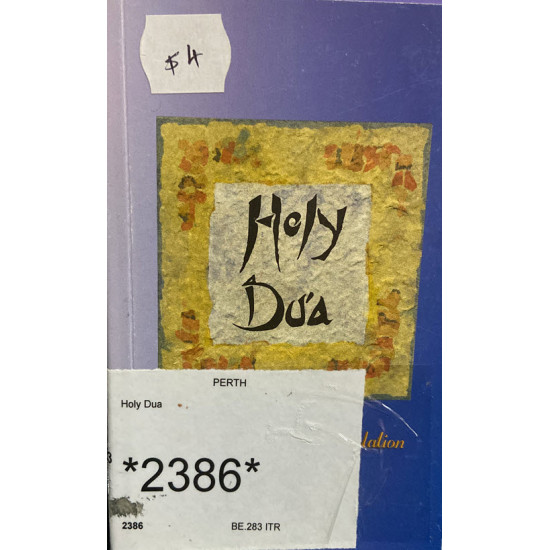 $4
Holy
Dua
PERTH
Holy Dua
*2386*
2386 BE.283 ITR